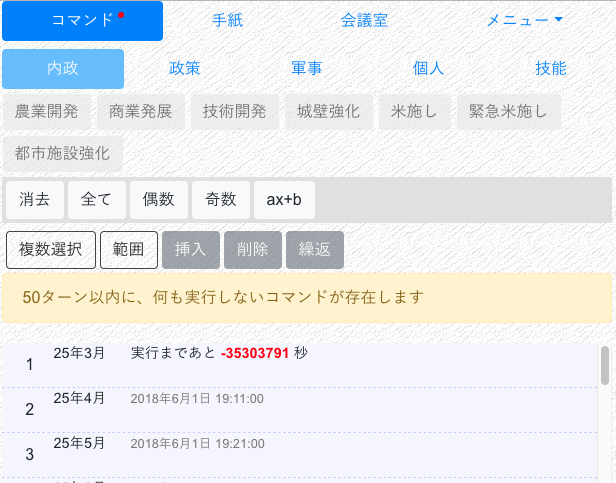 コマンド 手紙 会議室 メニュー
内政 政策 軍事 個人 技能
農業開発 商業発展 技術開発 城壁強化 米施し 緊急米施し
都市施設強化
消去 全て 偶数 奇数 ax+b
複数選択 範囲 挿入 削除 繰返
50ターン以内に、何も実行しないコマンドが存在します
1 25年3月 実行まであと -35303791 秒
2 25年4月 2018年6月1日 19:11:00
3 25年5月 2018年6月1日 19:21:00